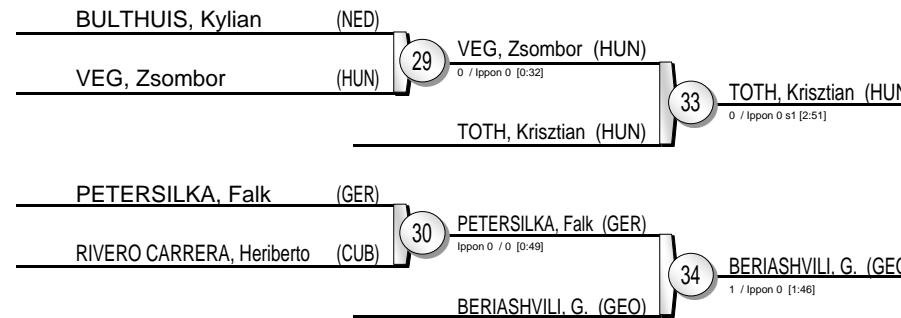 BULTHUIS, Kylian (NED)
29
VEG, Zsombor (HUN)
0 / Ippon 0 [0:32]
VEG, Zsombor (HUN)
33
TOTH, Krisztian (HUN
0 / Ippon 0 s1 [2:51]
TOTH, Krisztian (HUN)
PETERSILKA, Falk (GER)
30
PETERSILKA, Falk (GER)
Ippon 0 / 0 [0:49]
RIVERO CARRERA, Heriberto (CUB)
34
BERIASHVILI, G. (GEO
1 / Ippon 0 [1:46]
BERIASHVILI, G. (GEO)